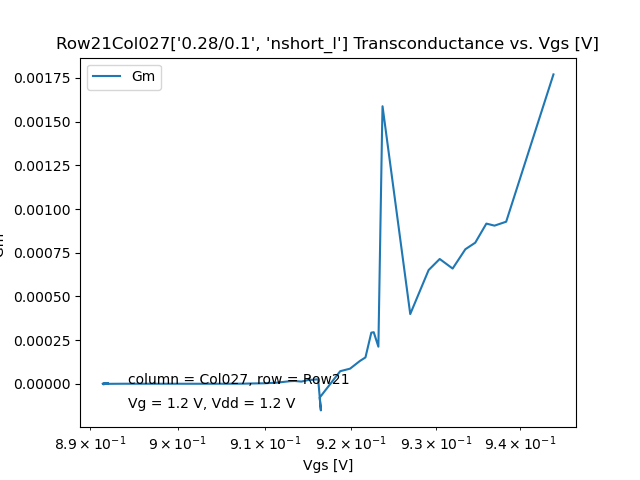 Row21Col027['0.28/0.1', 'nshort_l'] Transconductance vs. Vgs [V]
Gm
0.00175
0.00150
0.00125
0.00100
0.00075
0.00050
0.00025
0.00000
column = Col027, row = Row21
Vg = 1.2 V, Vdd = 1.2 V
8.9 × 10⁻¹ 9 × 10⁻¹ 9.1 × 10⁻¹ 9.2 × 10⁻¹ 9.3 × 10⁻¹ 9.4 × 10⁻¹
Vgs [V]